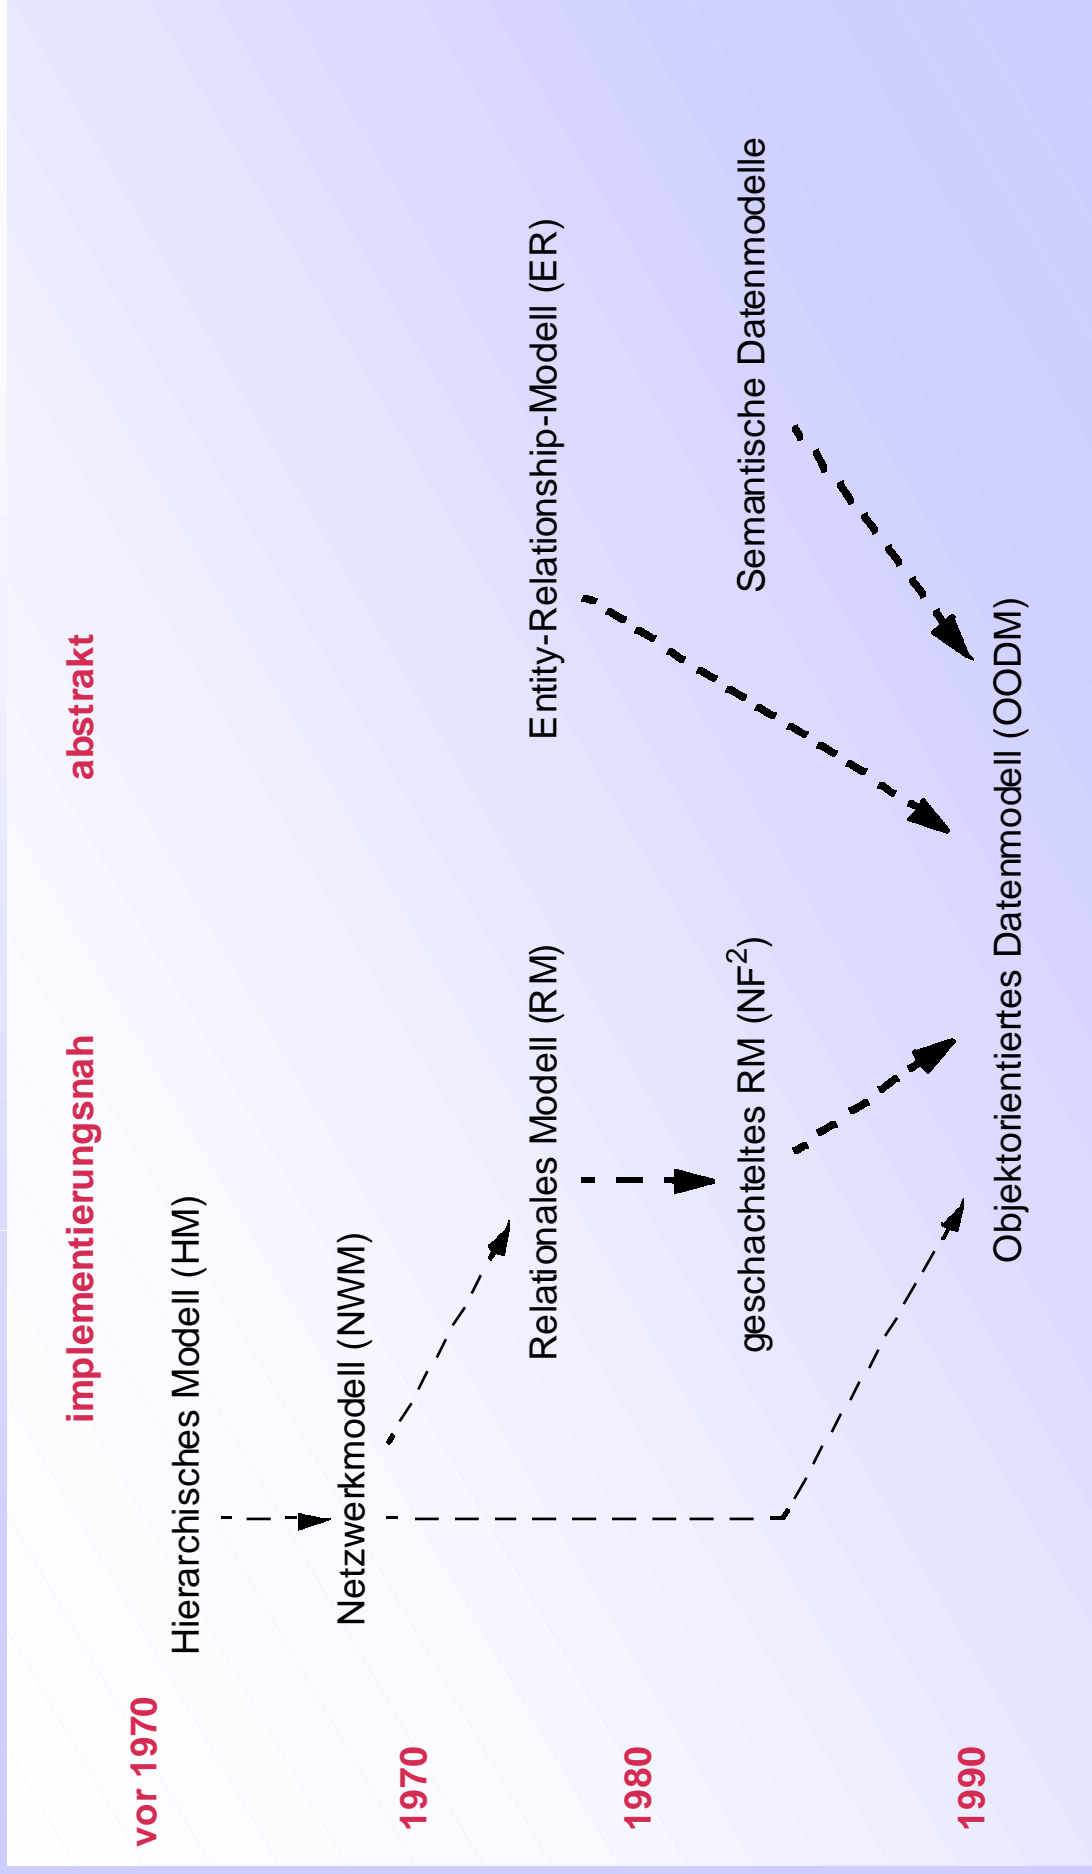 implementierungsnah
abstrakt
vor 1970
Hierarchisches Modell (HM)
Netzwerkmodell (NWM)
1970
Relationales Modell (RM)
Entity-Relationship-Modell (ER)
1980
geschachteltes RM (NF²)
Semantische Datenmodelle
1990
Objektorientiertes Datenmodell (OODM)